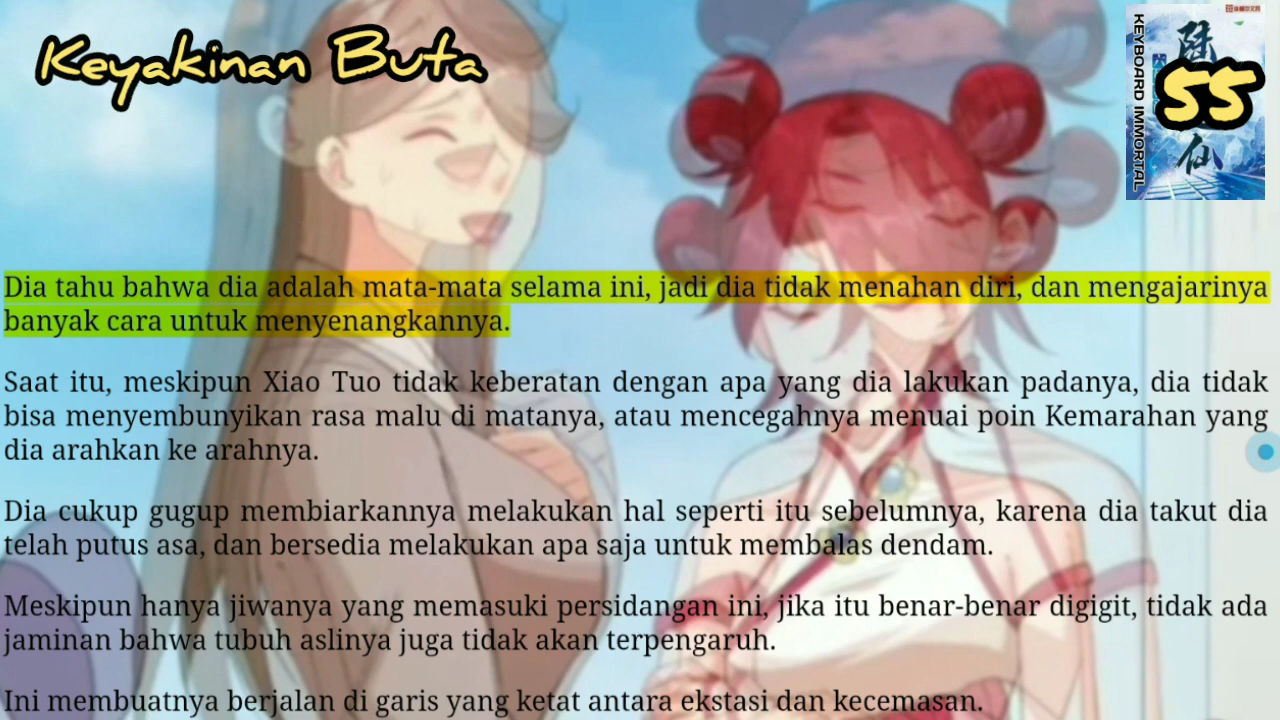 Keyakinan Buta
KEYBOARD IMMORTAL
陆
55
仙
Dia tahu bahwa dia adalah mata-mata selama ini, jadi dia tidak menahan diri, dan mengajarinya
banyak cara untuk menyenangkannya.
Saat itu, meskipun Xiao Tuo tidak keberatan dengan apa yang dia lakukan padanya, dia tidak
bisa menyembunyikan rasa malu di matanya, atau mencegahnya menuai poin Kemarahan yang
dia arahkan ke arahnya.
Dia cukup gugup membiarkannya melakukan hal seperti itu sebelumnya, karena dia takut dia
telah putus asa, dan bersedia melakukan apa saja untuk membalas dendam.
Meskipun hanya jiwanya yang memasuki persidangan ini, jika itu benar-benar digigit, tidak ada
jaminan bahwa tubuh aslinya juga tidak akan terpengaruh.
Ini membuatnya berjalan di garis yang ketat antara ekstasi dan kecemasan.